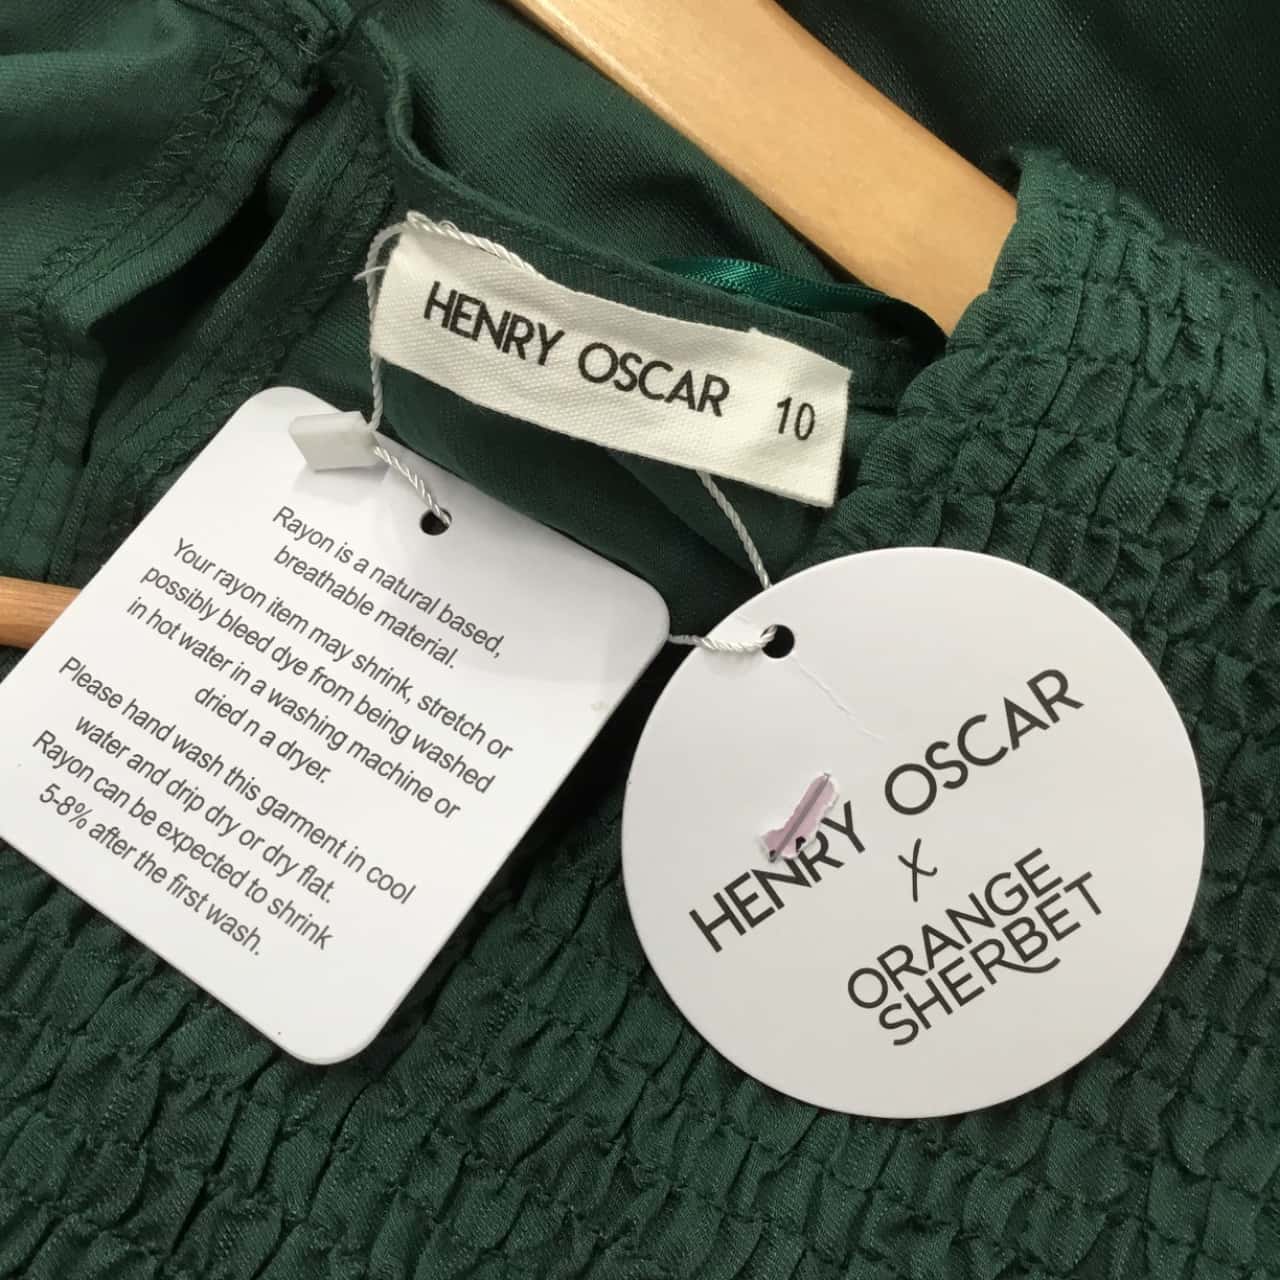 HENRY OSCAR 10
Rayon is a natural based,
breathable material.
Your rayon item may shrink, stretch or
possibly bleed dye from being washed
in hot water in a washing machine or
dried n a dryer.
Please hand wash this garment in cool
water and drip dry or dry flat.
Rayon can be expected to shrink
5-8% after the first wash.
HENRY OSCAR
X
ORANGE
SHERBET